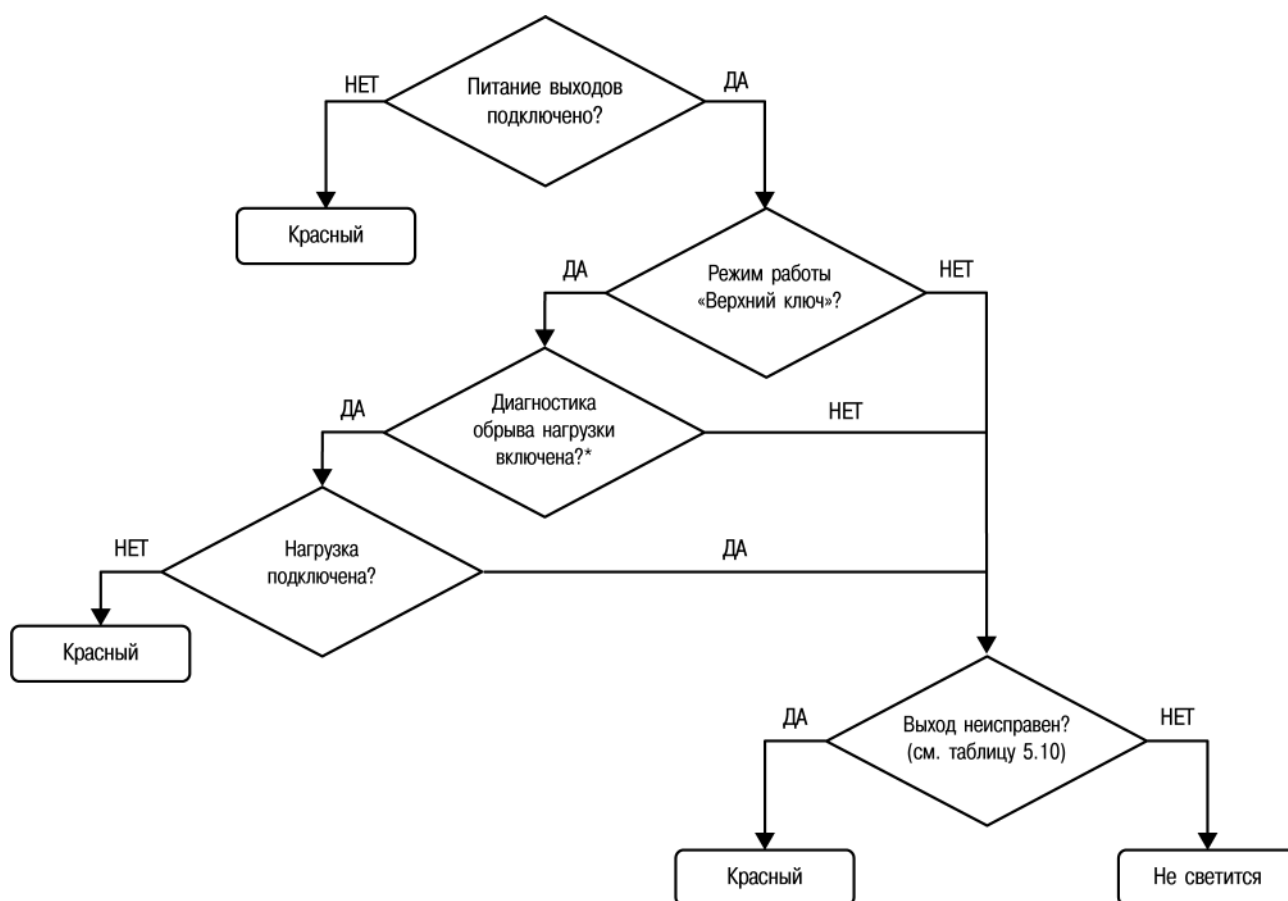 Питание выходов
подключено?
НЕТ
ДА
Красный
Режим работы
«Верхний ключ»?
ДА
НЕТ
Диагностика
обрыва нагрузки
включена?*
ДА
НЕТ
Нагрузка
подключена?
НЕТ
ДА
Красный
Выход неисправен?
(см. таблицу 5.10)
ДА
НЕТ
Красный
Не светится